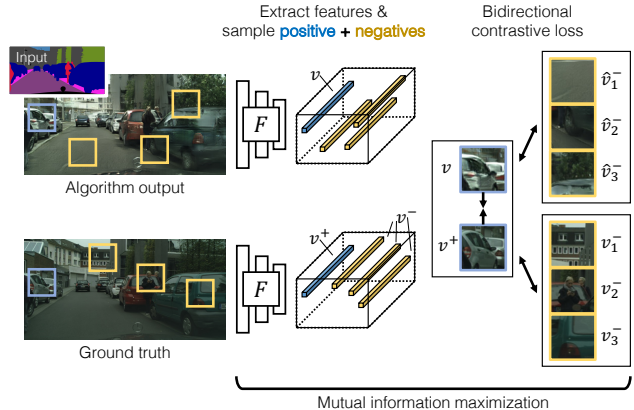 Extract features &
sample positive + negatives
Bidirectional
contrastive loss
Input
v
F
Algorithm output
v̂₁⁻
v̂₂⁻
v̂₃⁻
v
v⁺
v⁺
v⁻
F
Ground truth
v₁⁻
v₂⁻
v₃⁻
Mutual information maximization